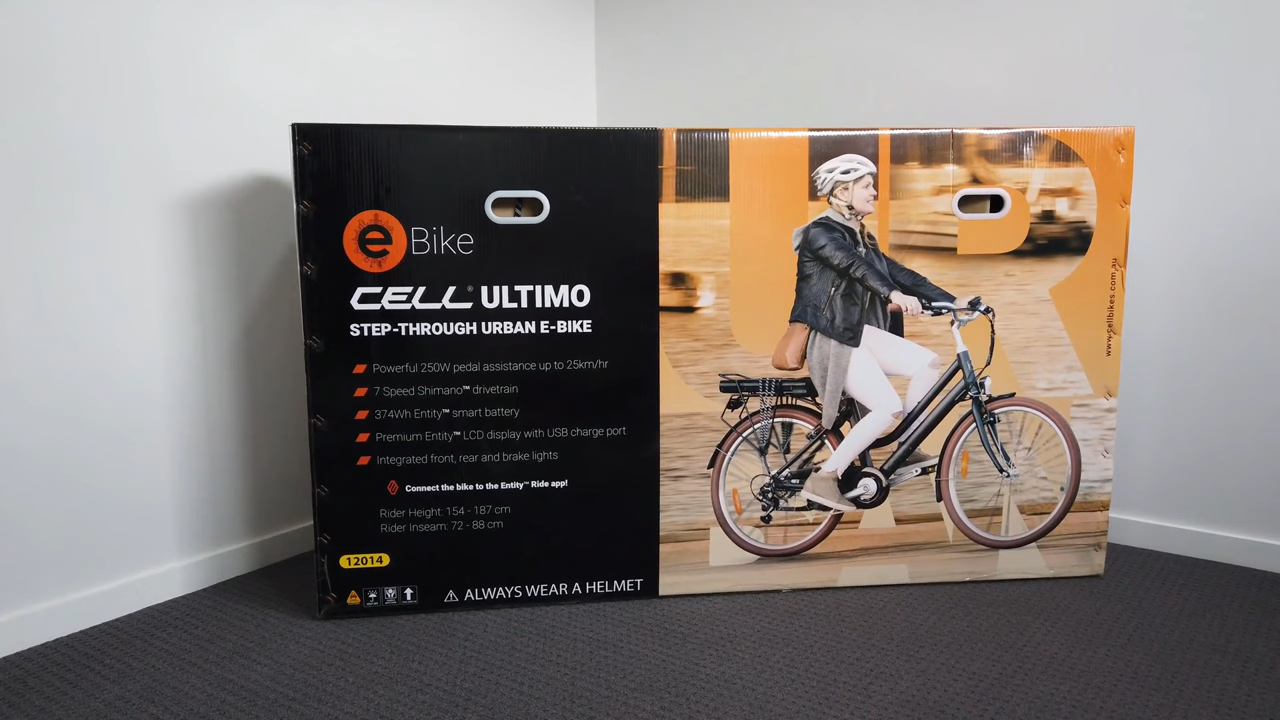 e Bike
CELL® ULTIMO
STEP-THROUGH URBAN E-BIKE
Powerful 250W pedal assistance up to 25km/hr
7 Speed Shimano™ drivetrain
374Wh Entity™ smart battery
Premium Entity™ LCD display with USB charge port
Integrated front, rear and brake lights
Connect the bike to the Entity™ Ride app!
Rider Height: 154 - 187 cm
Rider Inseam: 72 - 88 cm
12014
ALWAYS WEAR A HELMET
UR
www.cellbikes.com.au